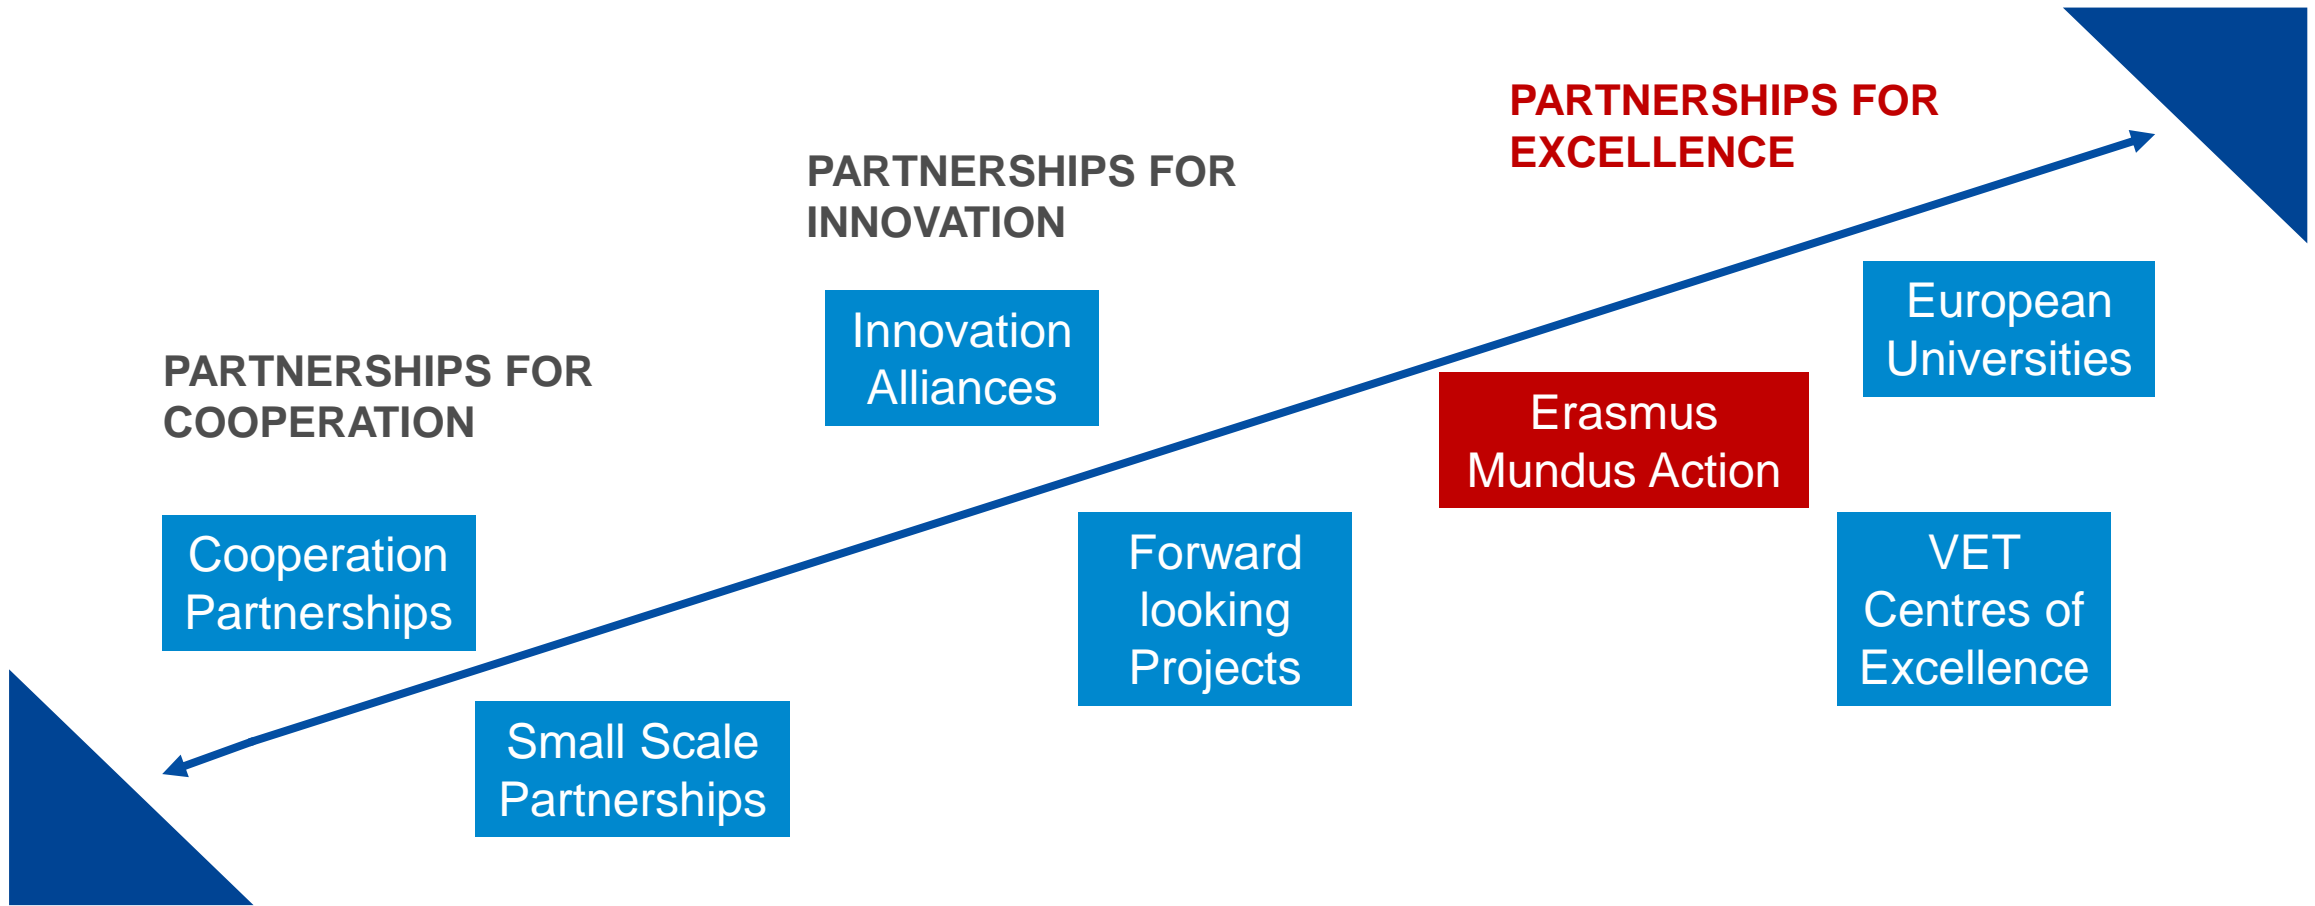 PARTNERSHIPS FOR
COOPERATION
Cooperation
Partnerships
Small Scale
Partnerships
PARTNERSHIPS FOR
INNOVATION
Innovation
Alliances
Forward
looking
Projects
PARTNERSHIPS FOR
EXCELLENCE
Erasmus
Mundus Action
European
Universities
VET
Centres of
Excellence